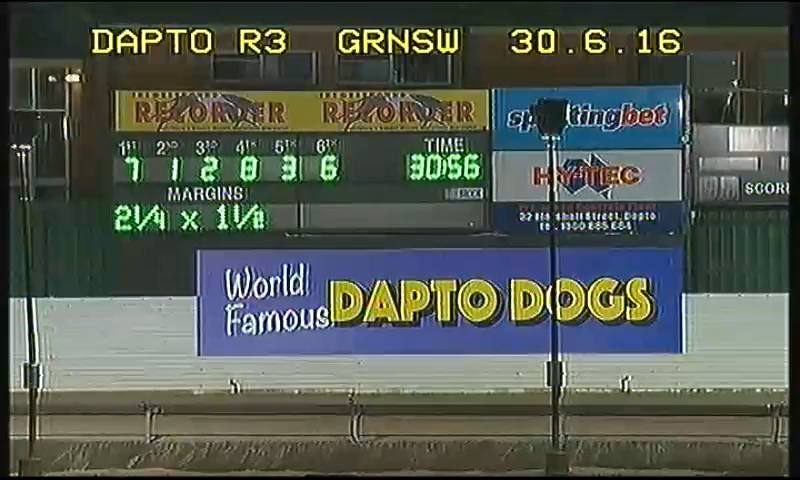 DAPTO R3 GRNSW 30.6.16
RECORDER RECORDER
sportingbet
1ST 2ND 3RD 4TH 5TH 6TH TIME
7 1 2 8 3 6 30:56
HY-TEC
MARGINS
2 1/4 x 1 1/8
SCORE
World
Famous DAPTO DOGS